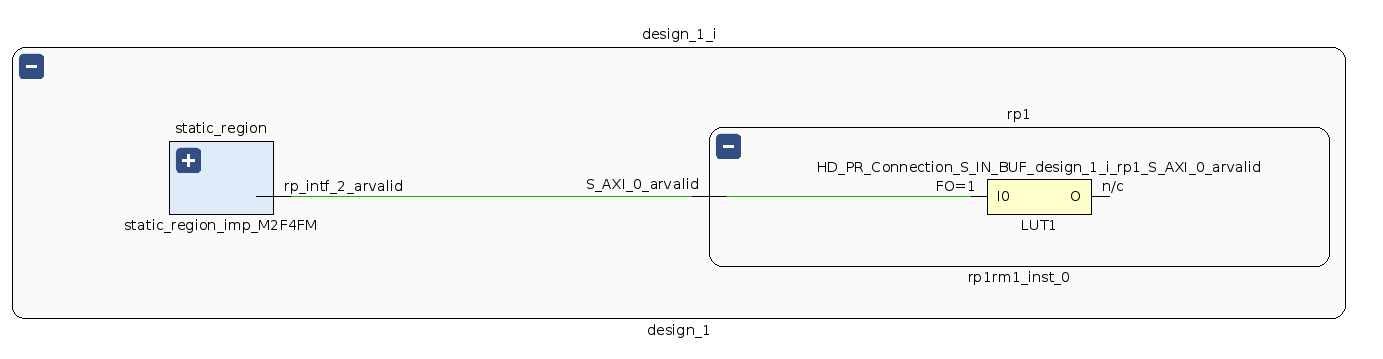 design_1_i
rp1
static_region
HD_PR_Connection_S_IN_BUF_design_1_i_rp1_S_AXI_0_arvalid
rp_intf_2_arvalid
S_AXI_0_arvalid
FO=1
n/c
I0
O
static_region_imp_M2F4FM
LUT1
rp1rm1_inst_0
design_1